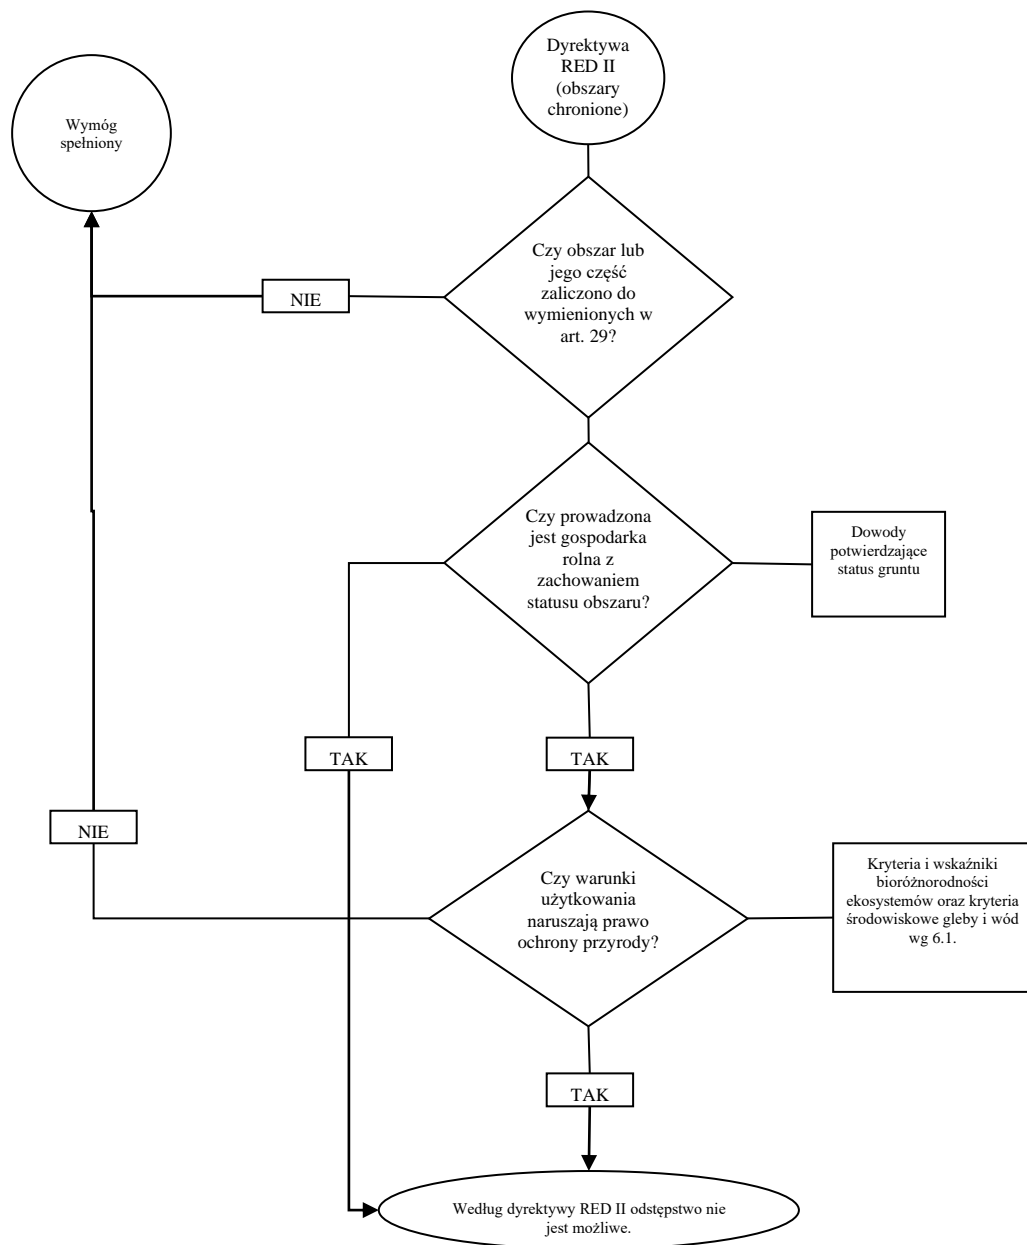 Dyrektywa
RED II
(obszary
chronione)
Wymóg
spełniony
Czy obszar lub
jego część
zaliczono do
wymienionych w
art. 29?
NIE
Czy prowadzona
jest gospodarka
rolna z
zachowaniem
statusu obszaru?
Dowody
potwierdzające
status gruntu
TAK
TAK
NIE
Czy warunki
użytkowania
naruszają prawo
ochrony przyrody?
Kryteria i wskaźniki
bioróżnorodności
ekosystemów oraz kryteria
środowiskowe gleby i wód
wg 6.1.
TAK
Według dyrektywy RED II odstępstwo nie
jest możliwe.